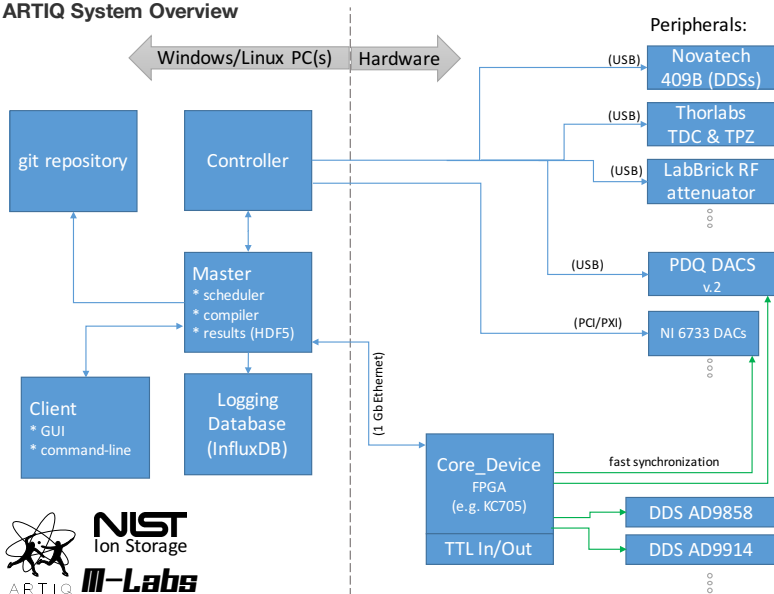 ARTIQ System Overview
Peripherals:
Windows/Linux PC(s)
Hardware
(USB)
Novatech
409B (DDSs)
(USB)
Thorlabs
TDC & TPZ
(USB)
LabBrick RF
attenuator
git repository
Controller
(USB)
PDQ DACS
v.2
Master
* scheduler
* compiler
* results (HDF5)
(PCI/PXI)
NI 6733 DACs
(1 Gb Ethernet)
Client
* GUI
* command-line
Logging
Database
(InfluxDB)
Core_Device
FPGA
(e.g. KC705)
TTL In/Out
fast synchronization
DDS AD9858
DDS AD9914
NIST
Ion Storage
ARTIQ
M-Labs